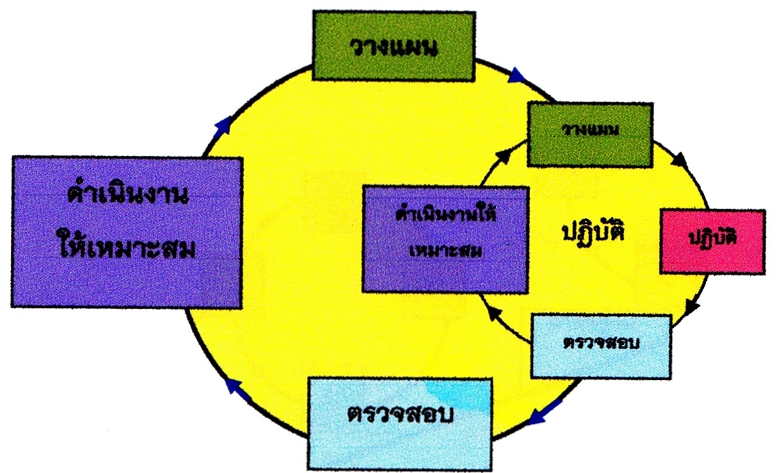 วางแผน
วางแผน
ดำเนินงาน
ให้เหมาะสม
ดำเนินงานให้
เหมาะสม
ปฏิบัติ
ปฏิบัติ
ตรวจสอบ
ตรวจสอบ